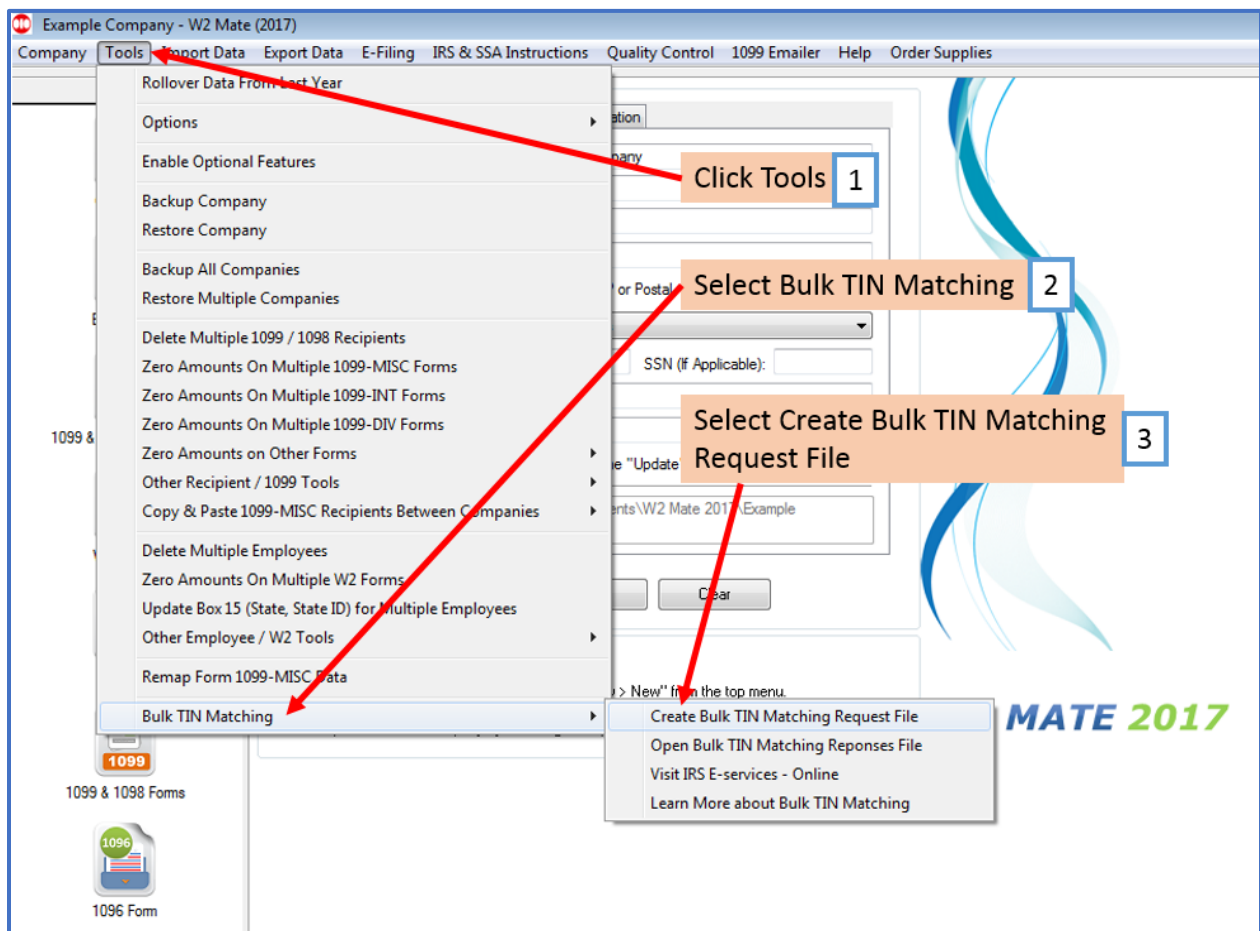 Example Company - W2 Mate (2017)
Company Tools Import Data Export Data E-Filing IRS & SSA Instructions Quality Control 1099 Emailer Help Order Supplies
Rollover Data From Last Year
Options
Enable Optional Features
Backup Company
Restore Company
Backup All Companies
Restore Multiple Companies
Delete Multiple 1099 / 1098 Recipients
Zero Amounts On Multiple 1099-MISC Forms
Zero Amounts On Multiple 1099-INT Forms
Zero Amounts On Multiple 1099-DIV Forms
Zero Amounts on Other Forms
Other Recipient / 1099 Tools
Copy & Paste 1099-MISC Recipients Between Companies
Delete Multiple Employees
Zero Amounts On Multiple W2 Forms
Update Box 15 (State, State ID) for Multiple Employees
Other Employee / W2 Tools
Remap Form 1099-MISC Data
Bulk TIN Matching
Click Tools 1
or Postal
Select Bulk TIN Matching 2
SSN (If Applicable):
Select Create Bulk TIN Matching
Request File
3
"Update"
\W2 Mate 2017\Example
Clear
> New" from the top menu.
Create Bulk TIN Matching Request File
Open Bulk TIN Matching Reponses File
Visit IRS E-services - Online
Learn More about Bulk TIN Matching
MATE 2017
1099 &
1099
1099 & 1098 Forms
1096
1096 Form